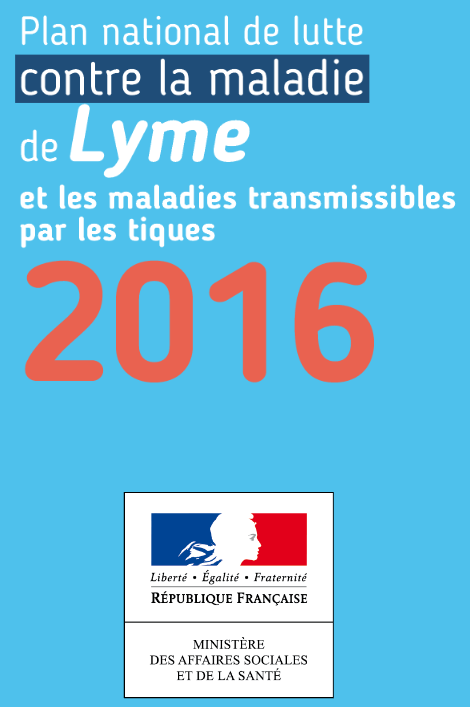 Plan national de lutte
contre la maladie
de Lyme
et les maladies transmissibles
par les tiques
2016
Liberté • Égalité • Fraternité
RÉPUBLIQUE FRANÇAISE
MINISTÈRE
DES AFFAIRES SOCIALES
ET DE LA SANTÉ